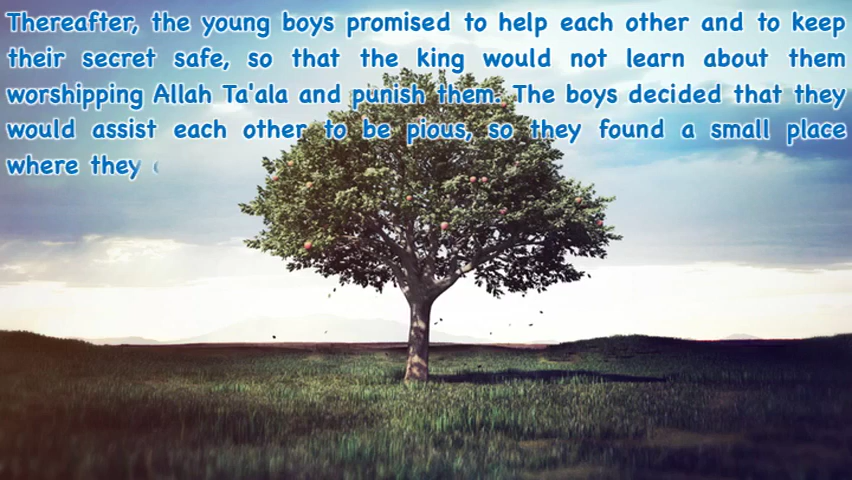 Thereafter, the young boys promised to help each other and to keep
their secret safe, so that the king would not learn about them
worshipping Allah Ta'ala and punish them. The boys decided that they
would assist each other to be pious, so they found a small place
where they